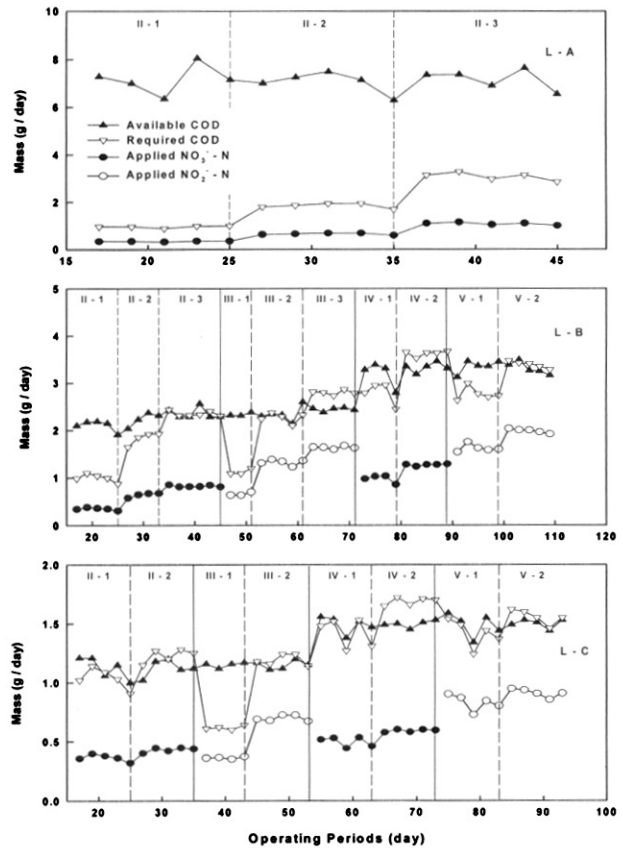 II - 1 II - 2 II - 3
L - A
Mass (g / day)
10
8
6
4
2
0
Available COD
Required COD
Applied NO3- - N
Applied NO2- - N
15 20 25 30 35 40 45 50
II - 1 II - 2 II - 3 III - 1 III - 2 III - 3 IV - 1 IV - 2 V - 1 V - 2
L - B
Mass (g / day)
5
4
3
2
1
0
20 30 40 50 60 70 80 90 100 110 120
II - 1 II - 2 III - 1 III - 2 IV - 1 IV - 2 V - 1 V - 2
L - C
Mass (g / day)
2.0
1.5
1.0
0.5
0.0
20 30 40 50 60 70 80 90 100
Operating Periods (day)